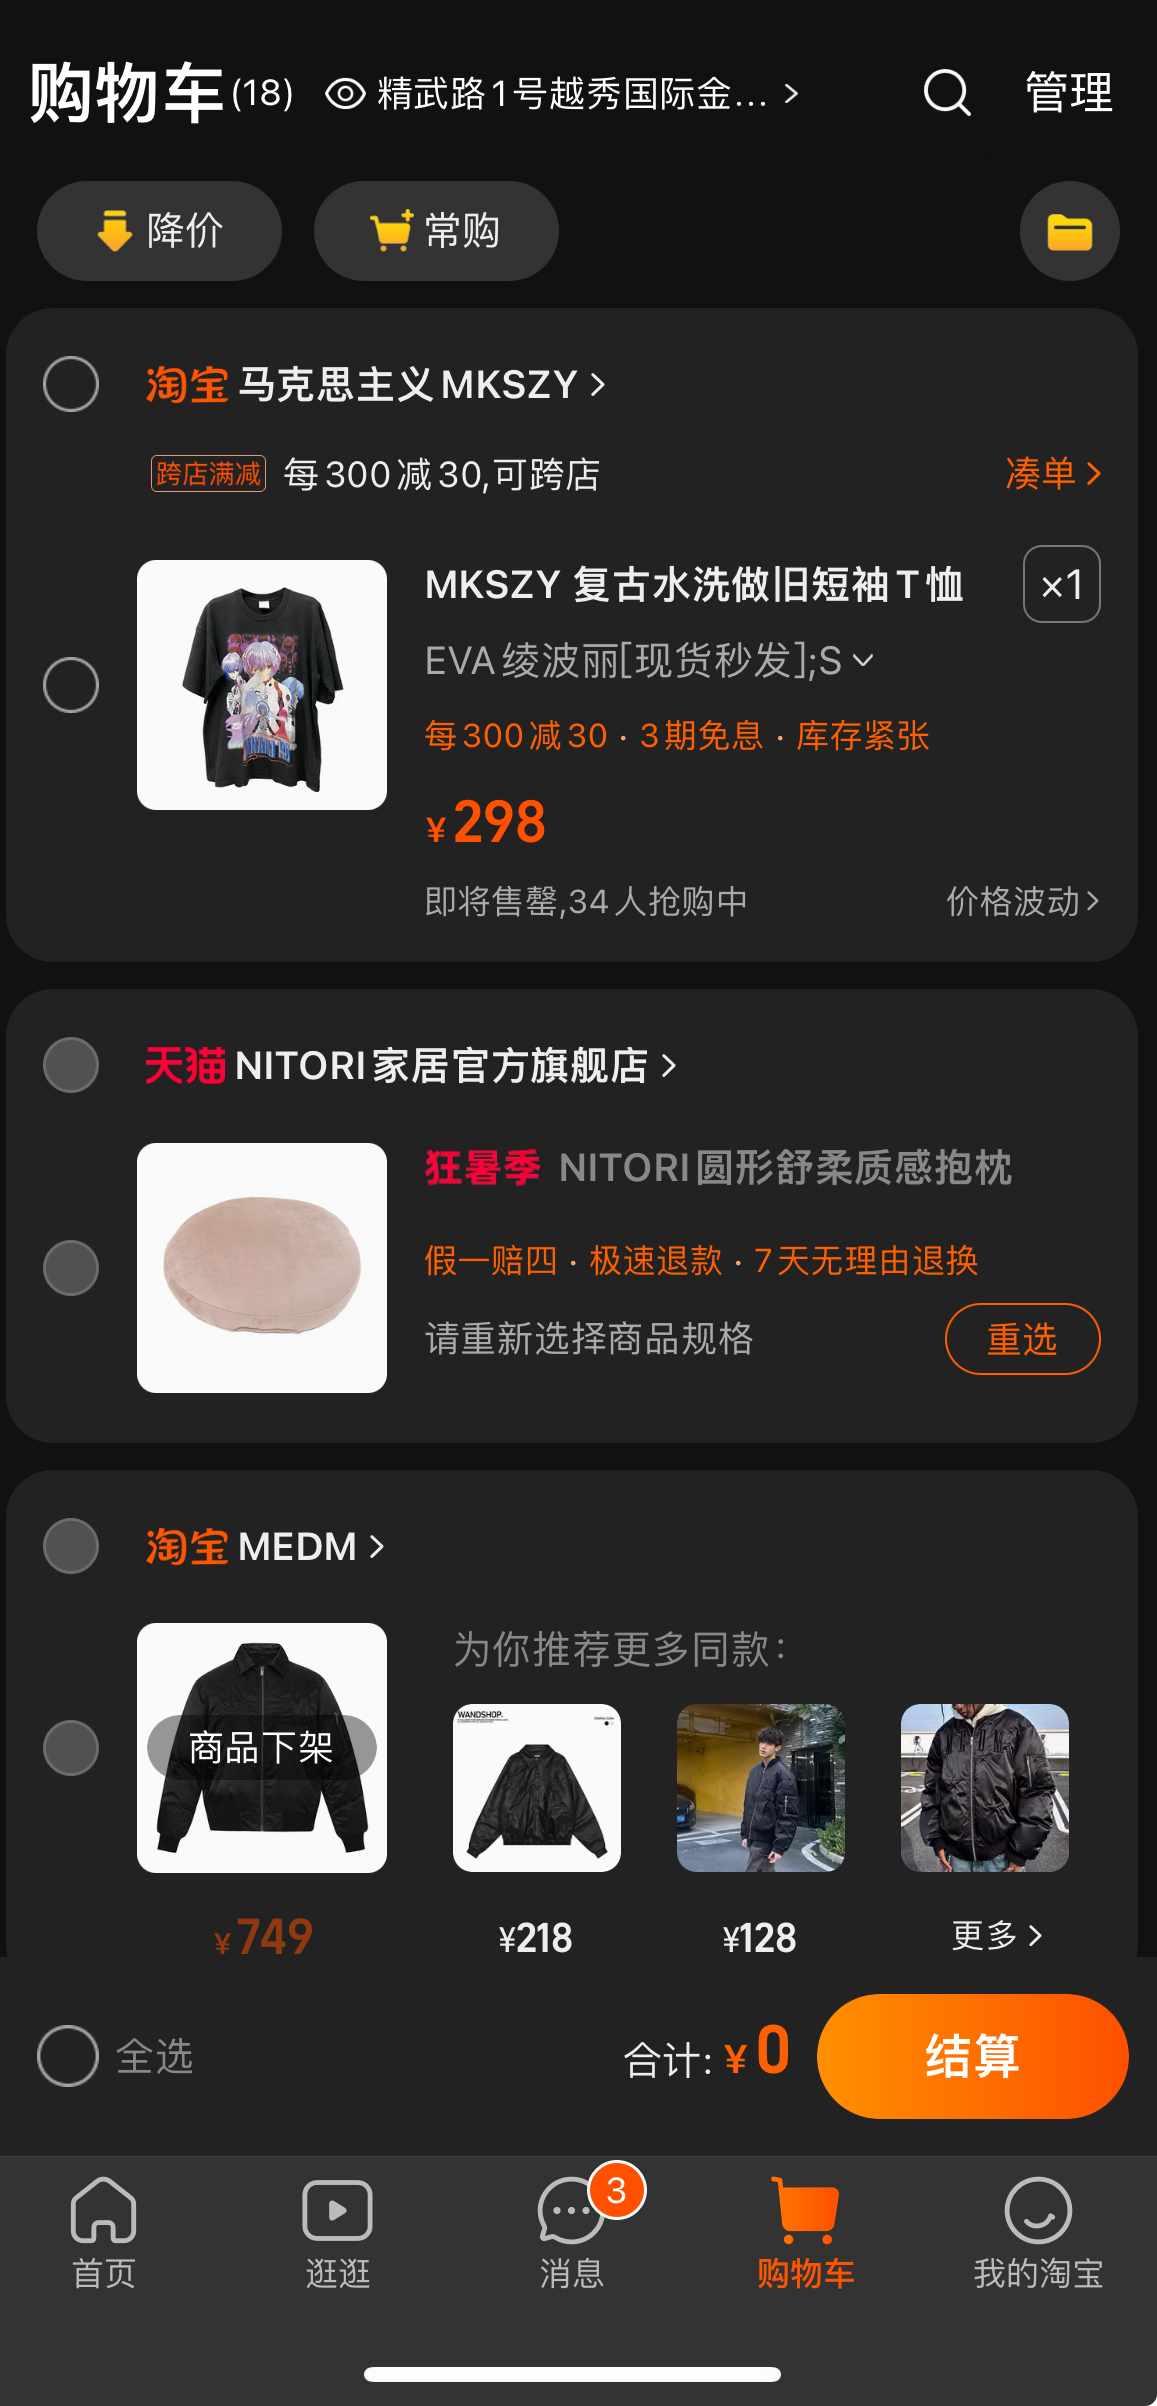 购物车(18) 精武路1号越秀国际金... 管理
降价 常购
淘宝 马克思主义MKSZY
跨店满减 每300减30,可跨店 凑单
MKSZY 复古水洗做旧短袖T恤 ×1
EVA绫波丽[现货秒发];S
每300减30 · 3期免息 · 库存紧张
¥298
即将售罄,34人抢购中 价格波动
天猫 NITORI家居官方旗舰店
狂暑季 NITORI圆形舒柔质感抱枕
假一赔四 · 极速退款 · 7天无理由退换
请重新选择商品规格 重选
淘宝 MEDM
为你推荐更多同款:
WANDSHOP.
商品下架
¥749 ¥218 ¥128 更多
全选 合计: ¥0 结算
3
首页 逛逛 消息 购物车 我的淘宝